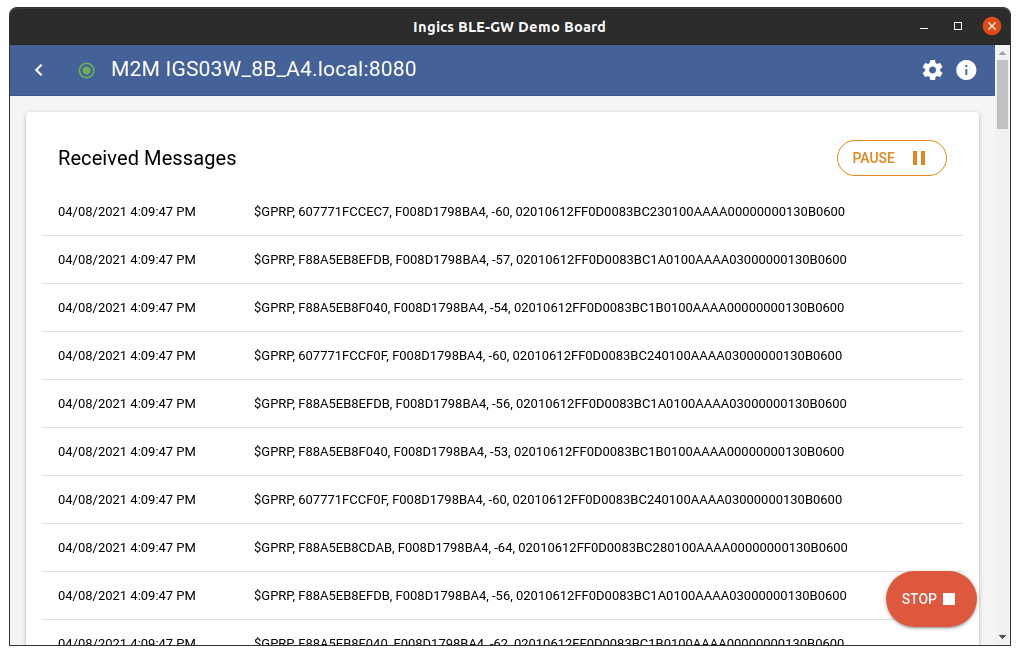 Ingics BLE-GW Demo Board
M2M IGS03W_8B_A4.local:8080
Received Messages
PAUSE
04/08/2021 4:09:47 PM $GPRP, 607771FCCEC7, F008D1798BA4, -60, 02010612FF0D0083BC230100AAAA00000000130B0600
04/08/2021 4:09:47 PM $GPRP, F88A5EB8EFDB, F008D1798BA4, -57, 02010612FF0D0083BC1A0100AAAA03000000130B0600
04/08/2021 4:09:47 PM $GPRP, F88A5EB8F040, F008D1798BA4, -54, 02010612FF0D0083BC1B0100AAAA00000000130B0600
04/08/2021 4:09:47 PM $GPRP, 607771FCCF0F, F008D1798BA4, -60, 02010612FF0D0083BC240100AAAA03000000130B0600
04/08/2021 4:09:47 PM $GPRP, F88A5EB8EFDB, F008D1798BA4, -56, 02010612FF0D0083BC1A0100AAAA03000000130B0600
04/08/2021 4:09:47 PM $GPRP, F88A5EB8F040, F008D1798BA4, -53, 02010612FF0D0083BC1B0100AAAA00000000130B0600
04/08/2021 4:09:47 PM $GPRP, 607771FCCF0F, F008D1798BA4, -60, 02010612FF0D0083BC240100AAAA03000000130B0600
04/08/2021 4:09:47 PM $GPRP, F88A5EB8CDAB, F008D1798BA4, -64, 02010612FF0D0083BC280100AAAA00000000130B0600
04/08/2021 4:09:47 PM $GPRP, F88A5EB8EFDB, F008D1798BA4, -56, 02010612FF0D0083BC1A0100AAAA03000000130B0600
STOP
04/08/2021 4:09:47 PM $GPRP, F88A5EB8F040, F008D1798BA4, -62, 02010612FF0D0083BC1B0100AAAA00000000130B0600